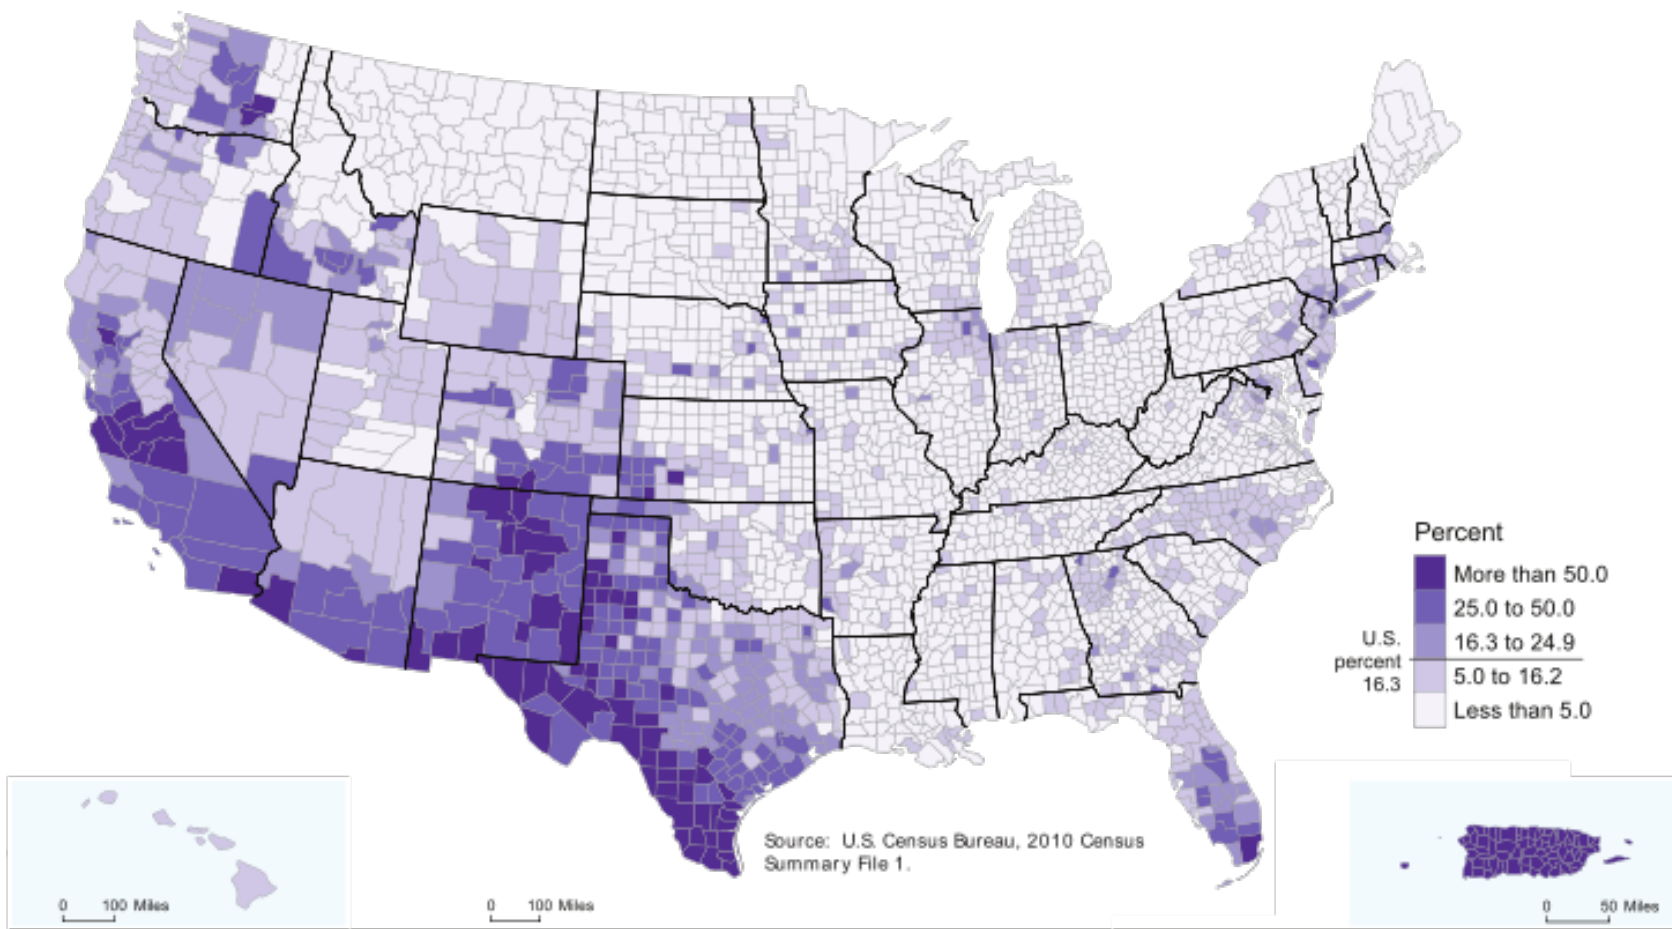 Percent
More than 50.0
25.0 to 50.0
16.3 to 24.9
5.0 to 16.2
Less than 5.0
U.S.
percent
16.3
Source: U.S. Census Bureau, 2010 Census
Summary File 1.
0 100 Miles
0 100 Miles
0 50 Miles